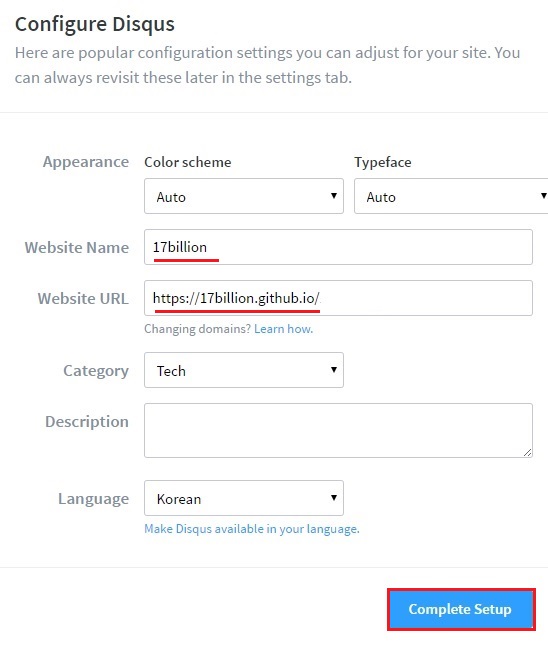 Configure Disqus
Here are popular configuration settings you can adjust for your site. You
can always revisit these later in the settings tab.
Appearance
Color scheme
Typeface
Auto
Auto
Website Name
17billion
Website URL
https://17billion.github.io/
Changing domains? Learn how.
Category
Tech
Description
Language
Korean
Make Disqus available in your language.
Complete Setup